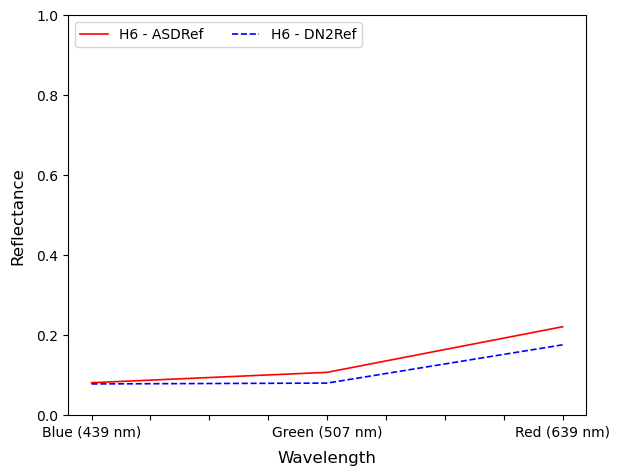 H6 - ASDRef H6 - DN2Ref
1.0
0.8
0.6
0.4
0.2
0.0
Reflectance
Blue (439 nm) Green (507 nm) Red (639 nm)
Wavelength